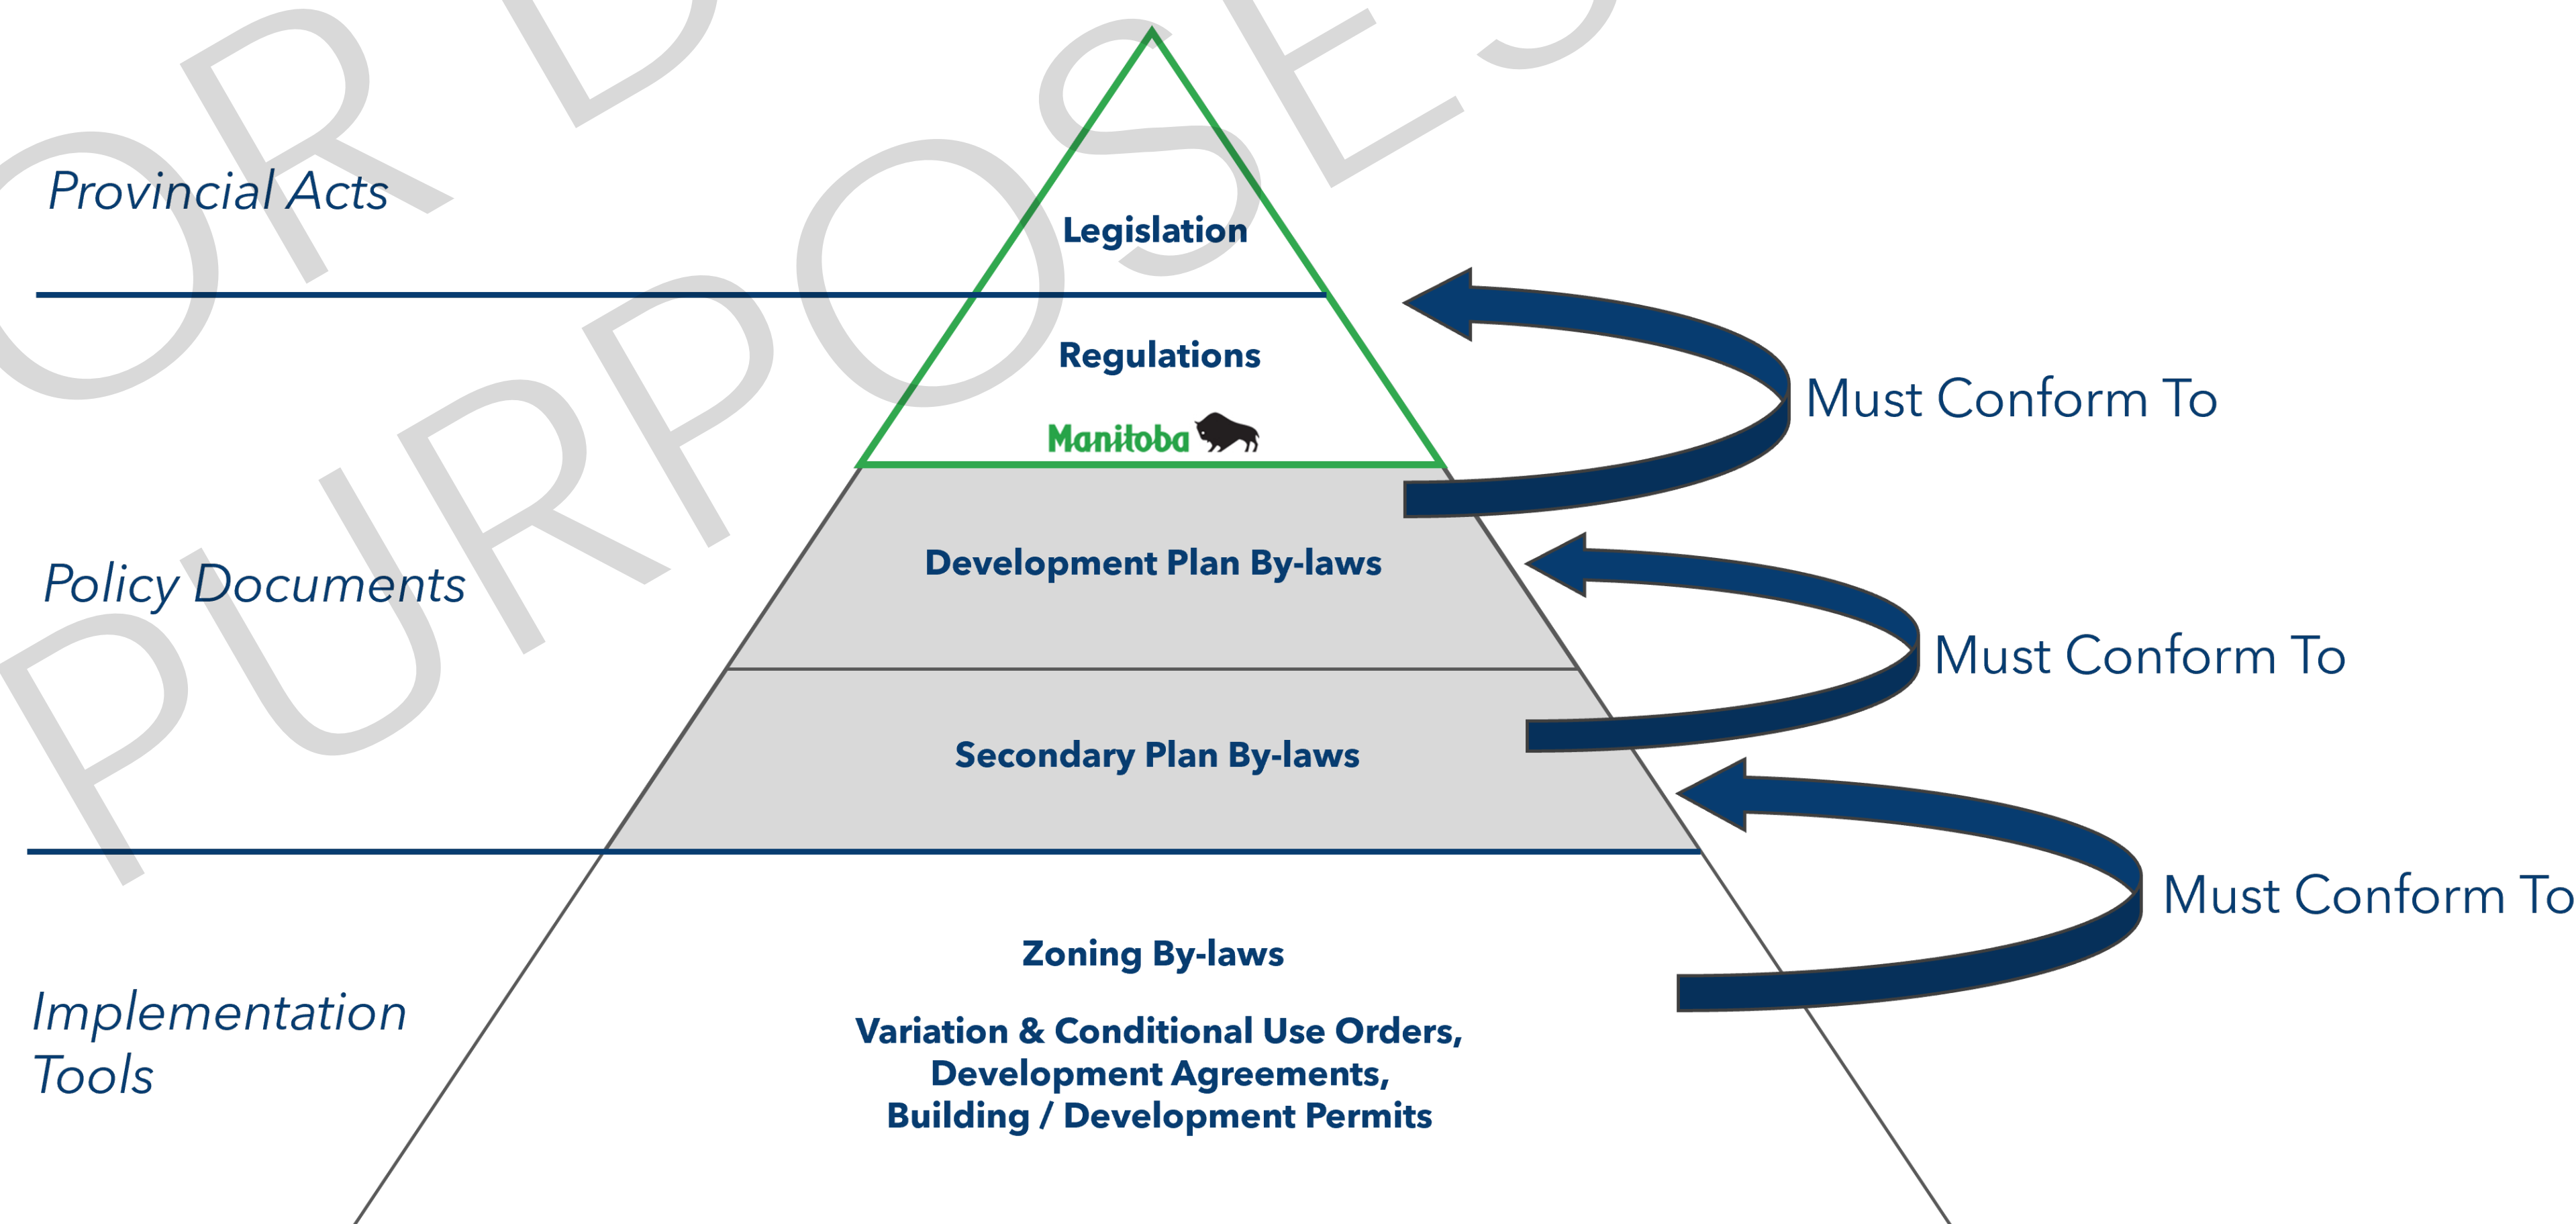 Provincial Acts
Legislation
Regulations
Manitoba
Must Conform To
Policy Documents
Development Plan By-laws
Must Conform To
Secondary Plan By-laws
Must Conform To
Zoning By-laws
Implementation
Tools
Variation & Conditional Use Orders,
Development Agreements,
Building / Development Permits
OR D
PURPOSES